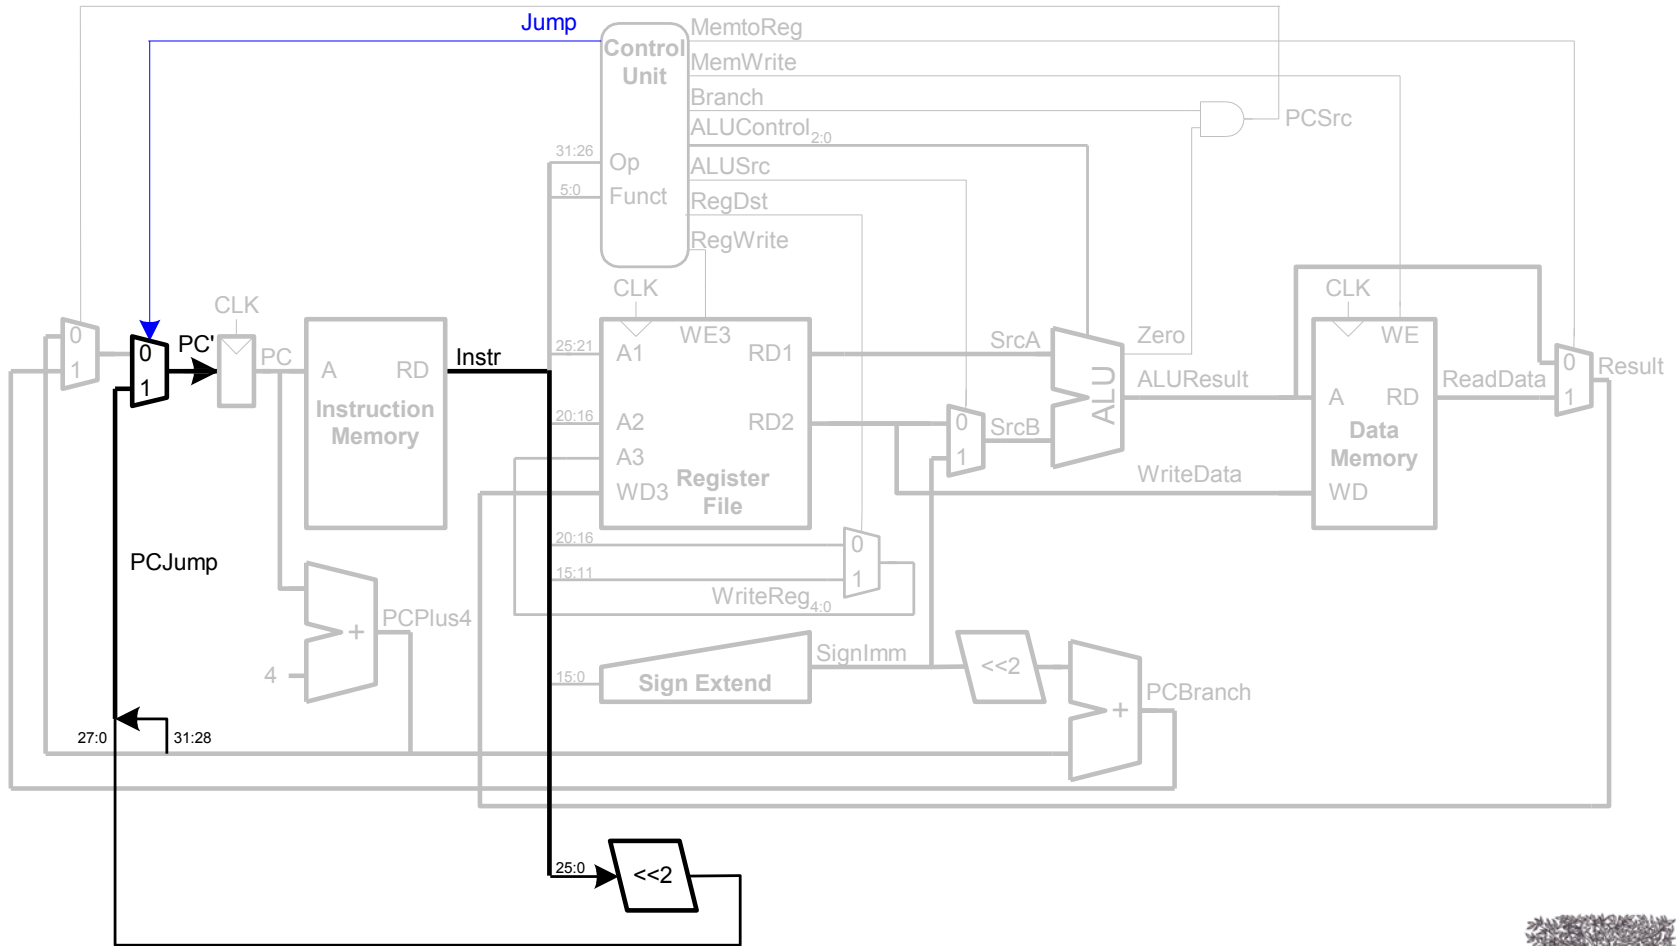 Jump
Control
Unit
MemtoReg
MemWrite
Branch
ALUControl2:0
ALUSrc
RegDst
RegWrite
PCSrc
31:26
Op
5:0
Funct
CLK
CLK
CLK
0
1
0
1
PC'
PC
A
RD
Instruction
Memory
Instr
25:21
A1
WE3
RD1
20:16
A2
RD2
A3
WD3
Register
File
SrcA
0
1
SrcB
ALU
Zero
ALUResult
WriteData
WE
A
RD
Data
Memory
WD
ReadData
0
1
Result
PCJump
20:16
0
15:11
1
WriteReg4:0
PCPlus4
+
4
SignImm
15:0
Sign Extend
<<2
+
PCBranch
27:0
31:28
25:0
<<2